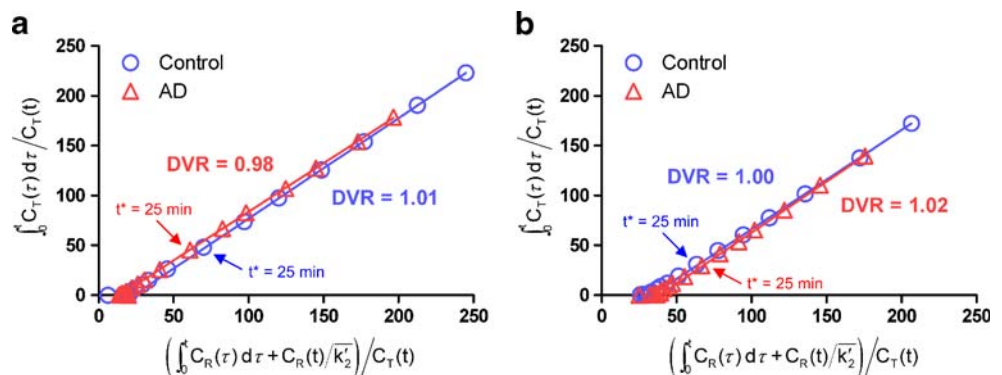 a
250
200
150
100
50
0
∫₀ᵗ C_T(τ) dτ / C_T(t)
Control
AD
DVR = 0.98
DVR = 1.01
t* = 25 min
t* = 25 min
0 50 100 150 200 250
(∫₀ᵗ C_R(τ) dτ + C_R(t)/k̅₂′)/C_T(t)
b
250
200
150
100
50
0
∫₀ᵗ C_T(τ) dτ / C_T(t)
Control
AD
DVR = 1.00
t* = 25 min
DVR = 1.02
t* = 25 min
0 50 100 150 200 250
(∫₀ᵗ C_R(τ) dτ + C_R(t)/k̅₂′)/C_T(t)